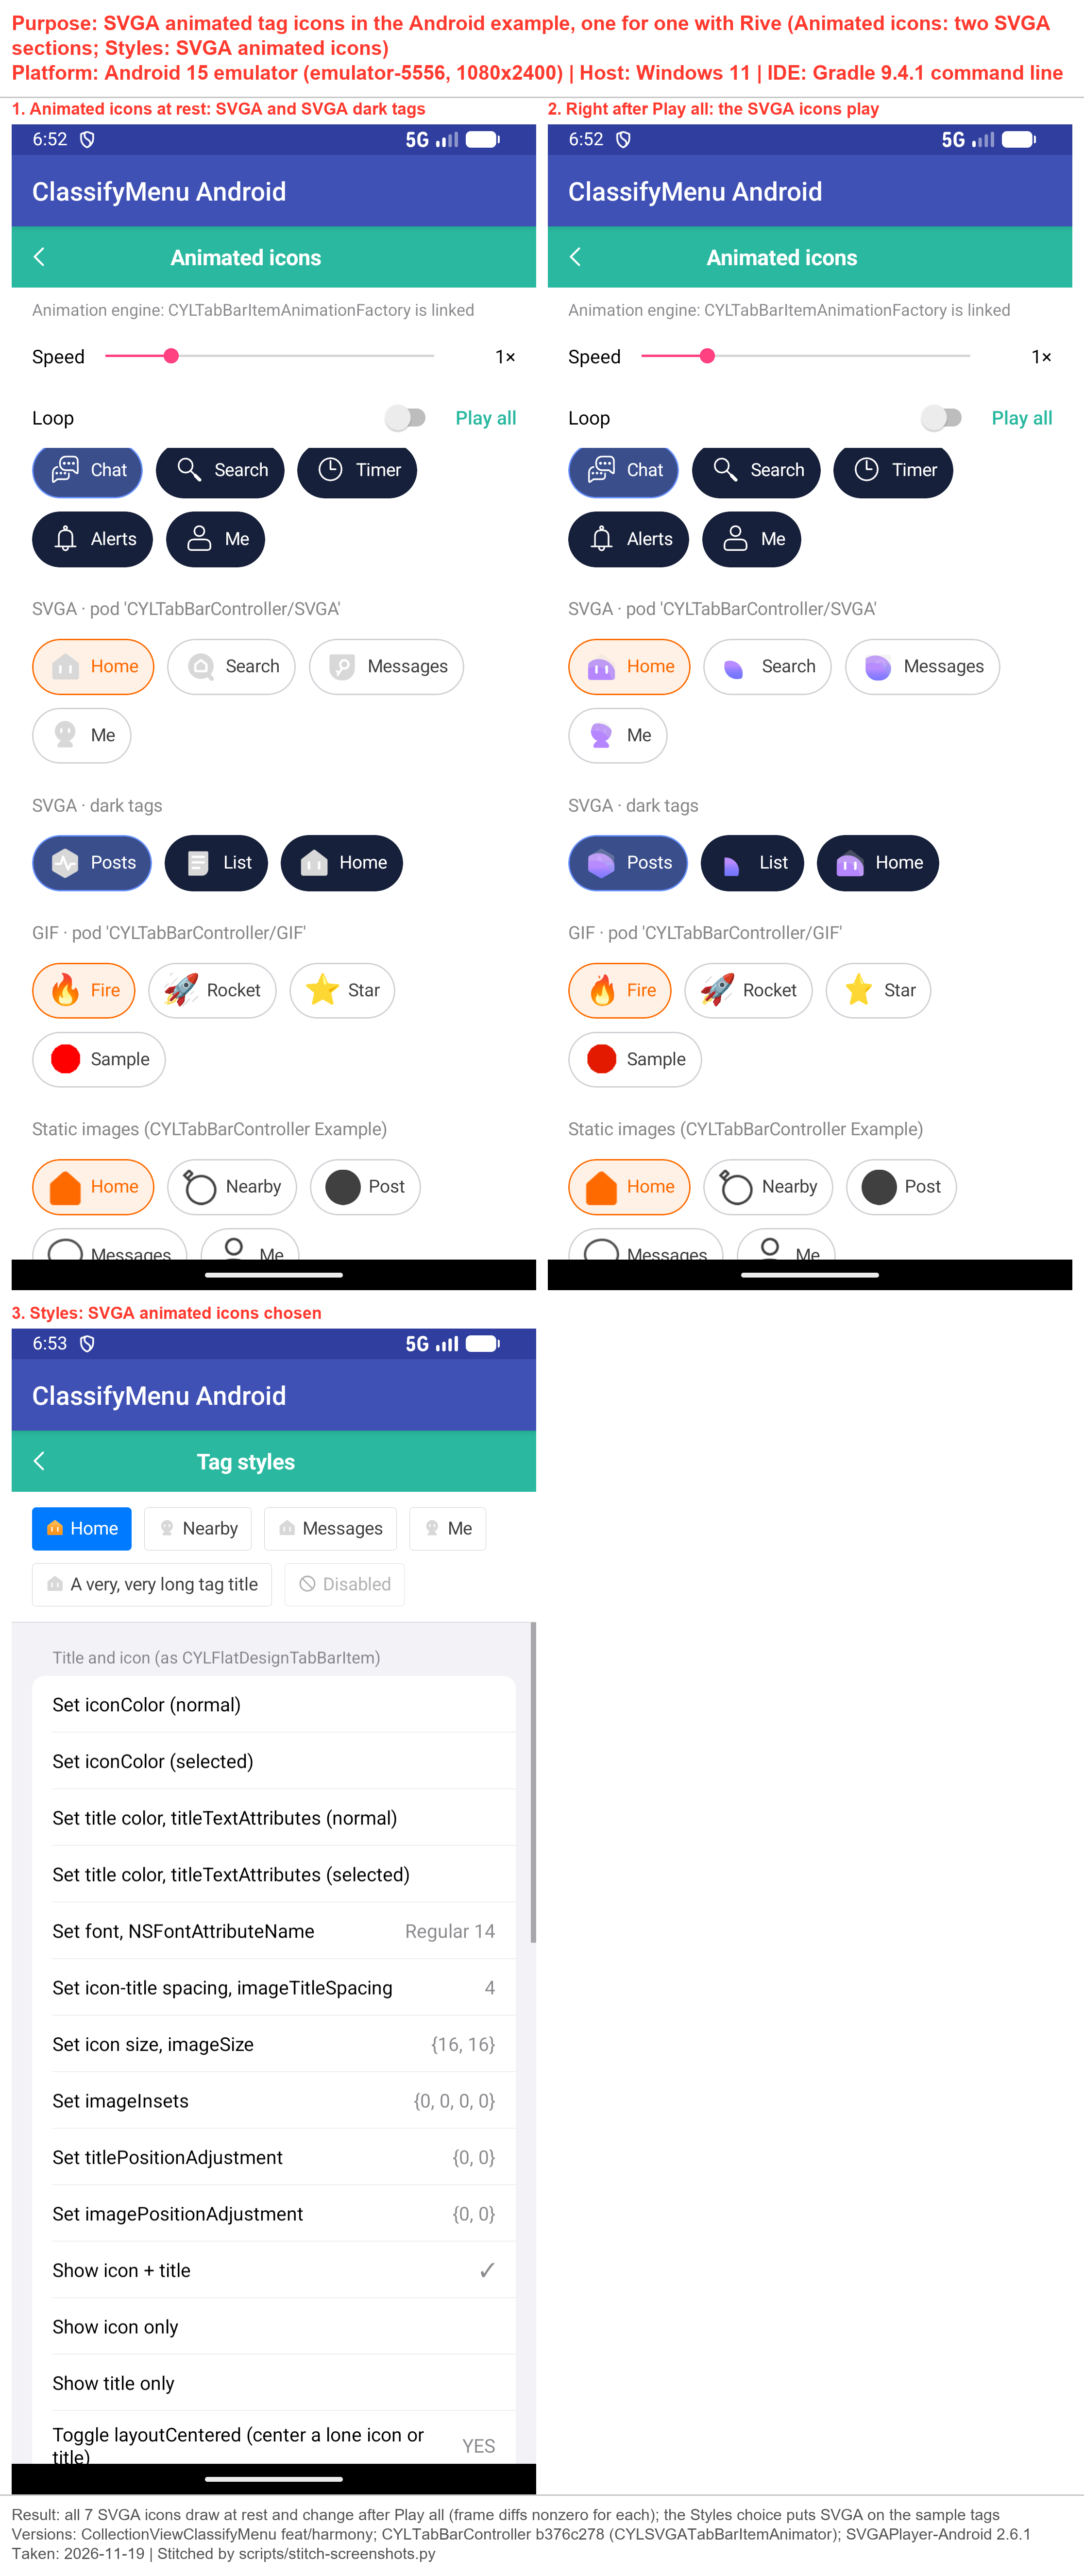 Purpose: SVGA animated tag icons in the Android example, one for one with Rive (Animated icons: two SVGA
sections; Styles: SVGA animated icons)
Platform: Android 15 emulator (emulator-5556, 1080x2400) | Host: Windows 11 | IDE: Gradle 9.4.1 command line
1. Animated icons at rest: SVGA and SVGA dark tags
6:52 5G
ClassifyMenu Android
Animated icons
Animation engine: CYLTabBarItemAnimationFactory is linked
Speed 1×
Loop Play all
Chat Search Timer
Alerts Me
SVGA · pod 'CYLTabBarController/SVGA'
Home Search Messages
Me
SVGA · dark tags
Posts List Home
GIF · pod 'CYLTabBarController/GIF'
Fire Rocket Star
Sample
Static images (CYLTabBarController Example)
Home Nearby Post
Messages Me
2. Right after Play all: the SVGA icons play
6:52 5G
ClassifyMenu Android
Animated icons
Animation engine: CYLTabBarItemAnimationFactory is linked
Speed 1×
Loop Play all
Chat Search Timer
Alerts Me
SVGA · pod 'CYLTabBarController/SVGA'
Home Search Messages
Me
SVGA · dark tags
Posts List Home
GIF · pod 'CYLTabBarController/GIF'
Fire Rocket Star
Sample
Static images (CYLTabBarController Example)
Home Nearby Post
Messages Me
3. Styles: SVGA animated icons chosen
6:53 5G
ClassifyMenu Android
Tag styles
Home Nearby Messages Me
A very, very long tag title Disabled
Title and icon (as CYLFlatDesignTabBarItem)
Set iconColor (normal)
Set iconColor (selected)
Set title color, titleTextAttributes (normal)
Set title color, titleTextAttributes (selected)
Set font, NSFontAttributeName Regular 14
Set icon-title spacing, imageTitleSpacing 4
Set icon size, imageSize {16, 16}
Set imageInsets {0, 0, 0, 0}
Set titlePositionAdjustment {0, 0}
Set imagePositionAdjustment {0, 0}
Show icon + title ✓
Show icon only
Show title only
Toggle layoutCentered (center a lone icon or
title) YES
Result: all 7 SVGA icons draw at rest and change after Play all (frame diffs nonzero for each); the Styles choice puts SVGA on the sample tags
Versions: CollectionViewClassifyMenu feat/harmony; CYLTabBarController b376c278 (CYLSVGATabBarItemAnimator); SVGAPlayer-Android 2.6.1
Taken: 2026-11-19 | Stitched by scripts/stitch-screenshots.py